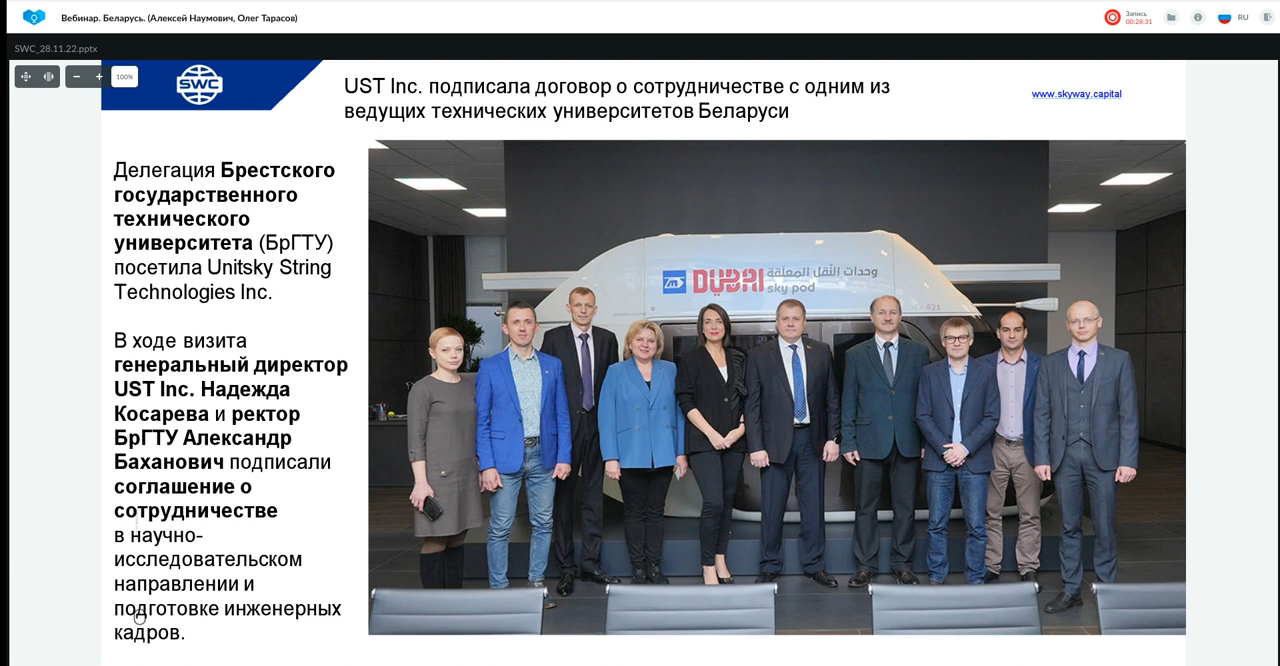 Вебинар. Беларусь. (Алексей Наумович, Олег Тарасов)
Запись
00:28:31
RU
SWC_28.11.22.pptx
100%
SWC
UST Inc. подписала договор о сотрудничестве с одним из
ведущих технических университетов Беларуси
www.skyway.capital
Делегация Брестского
государственного
технического
университета (БрГТУ)
посетила Unitsky String
Technologies Inc.
В ходе визита
генеральный директор
UST Inc. Надежда
Косарева и ректор
БрГТУ Александр
Баханович подписали
соглашение о
сотрудничестве
в научно-
исследовательском
направлении и
подготовке инженерных
кадров.
DUBAI
وحدات النقل المعلقة
sky pod